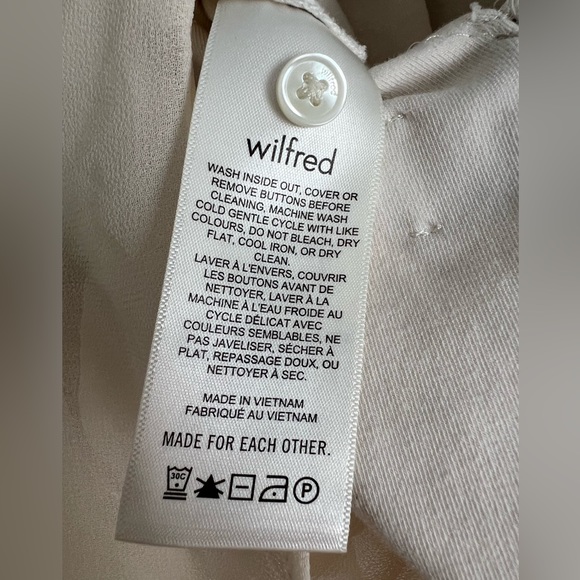 wilfred
WASH INSIDE OUT, COVER OR
REMOVE BUTTONS BEFORE
CLEANING, MACHINE WASH
COLD GENTLE CYCLE WITH LIKE
COLOURS, DO NOT BLEACH, DRY
FLAT, COOL IRON, OR DRY
CLEAN.
LAVER À L'ENVERS, COUVRIR
LES BOUTONS AVANT DE
NETTOYER, LAVER À LA
MACHINE À L'EAU FROIDE AU
CYCLE DÉLICAT AVEC
COULEURS SEMBLABLES, NE
PAS JAVELISER, SÉCHER À
PLAT, REPASSAGE DOUX, OU
NETTOYER À SEC.
MADE IN VIETNAM
FABRIQUÉ AU VIETNAM
MADE FOR EACH OTHER.
30C P